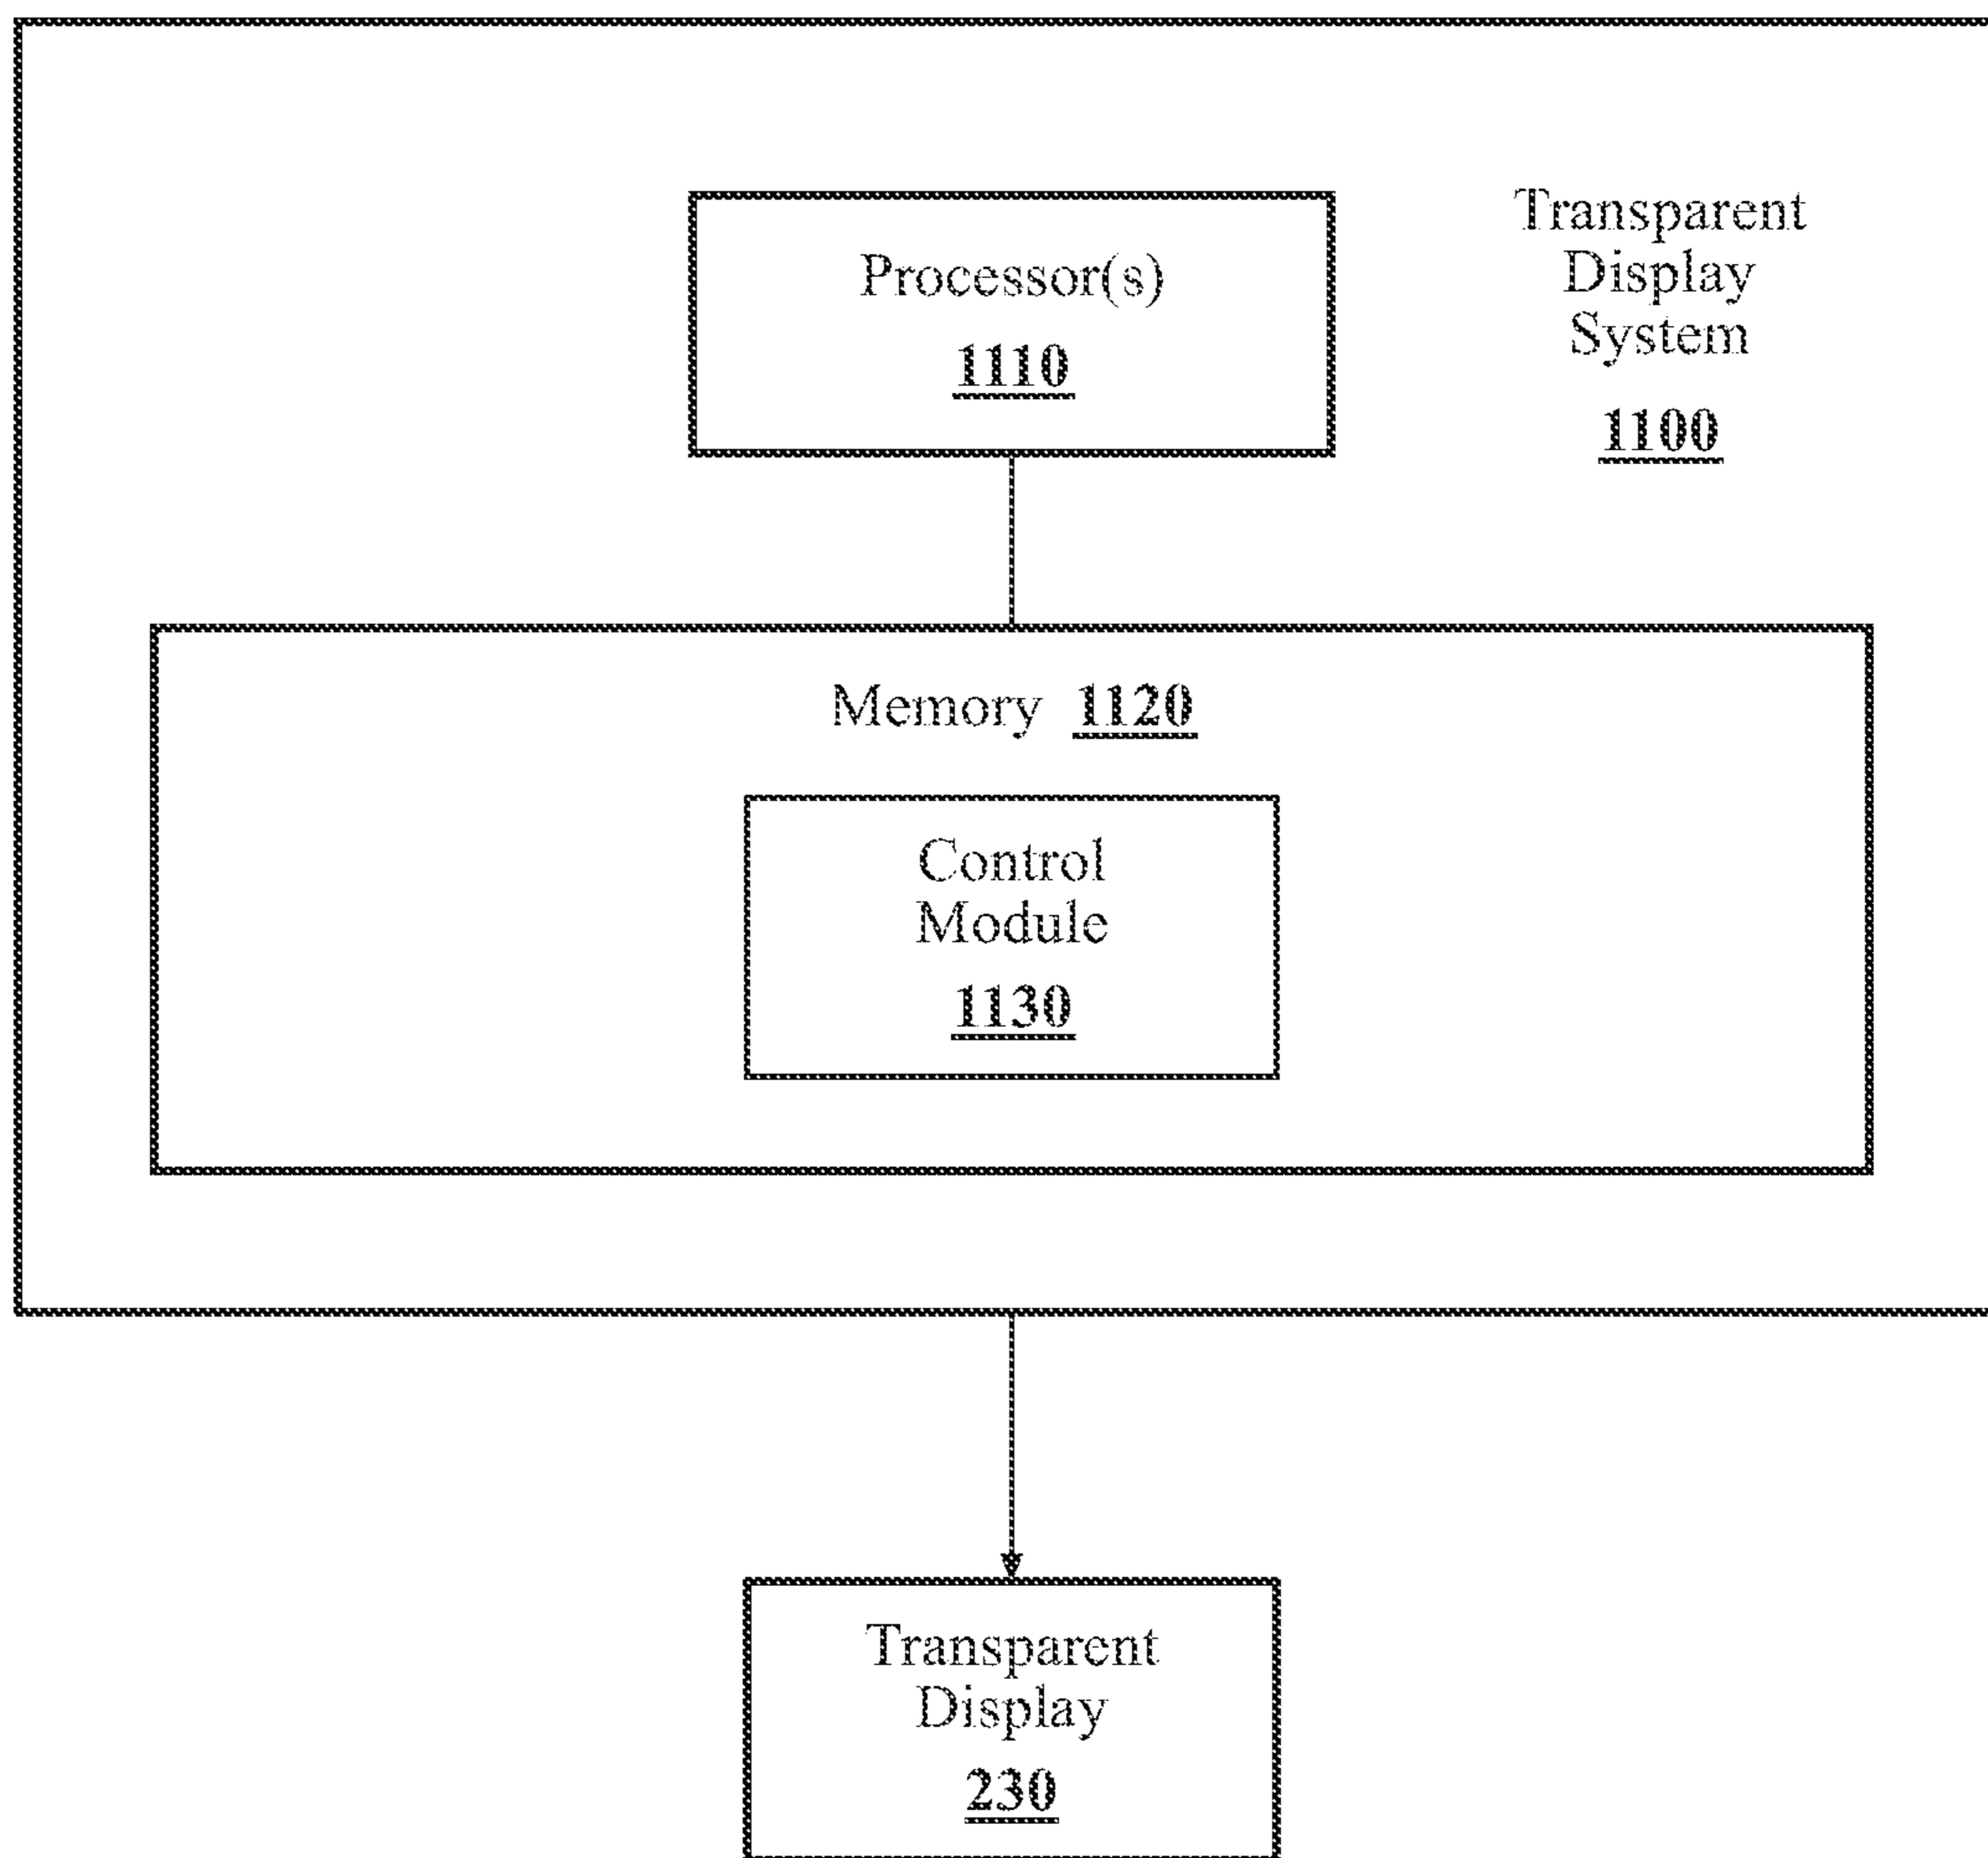 Processor(s)
1110
Transparent
Display
System
1100
Memory 1120
Control
Module
1130
Transparent
Display
230